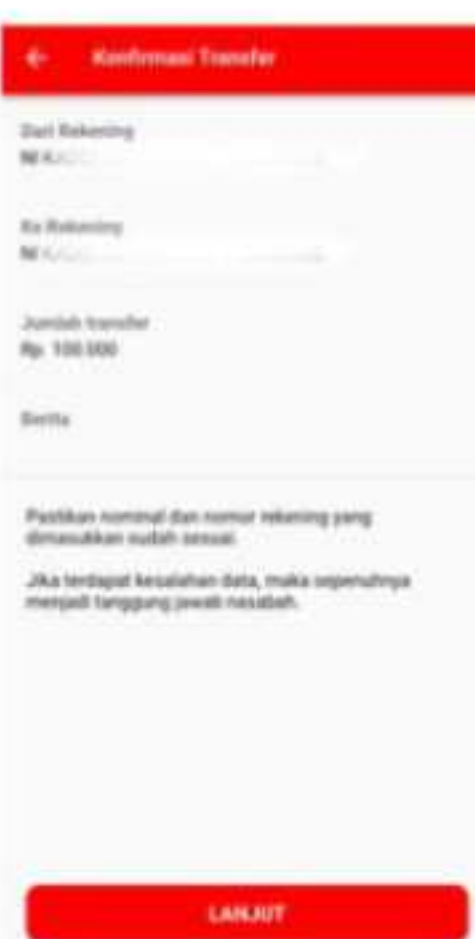 Konfirmasi Transfer
Dari Rekening
Ke Rekening
Jumlah transfer
Rp. 100.000
Berita
Pastikan nominal dan nomor rekening yang
dimasukkan sudah sesuai.
Jika terdapat kesalahan data, maka sepenuhnya
menjadi tanggung jawab nasabah.
LANJUT